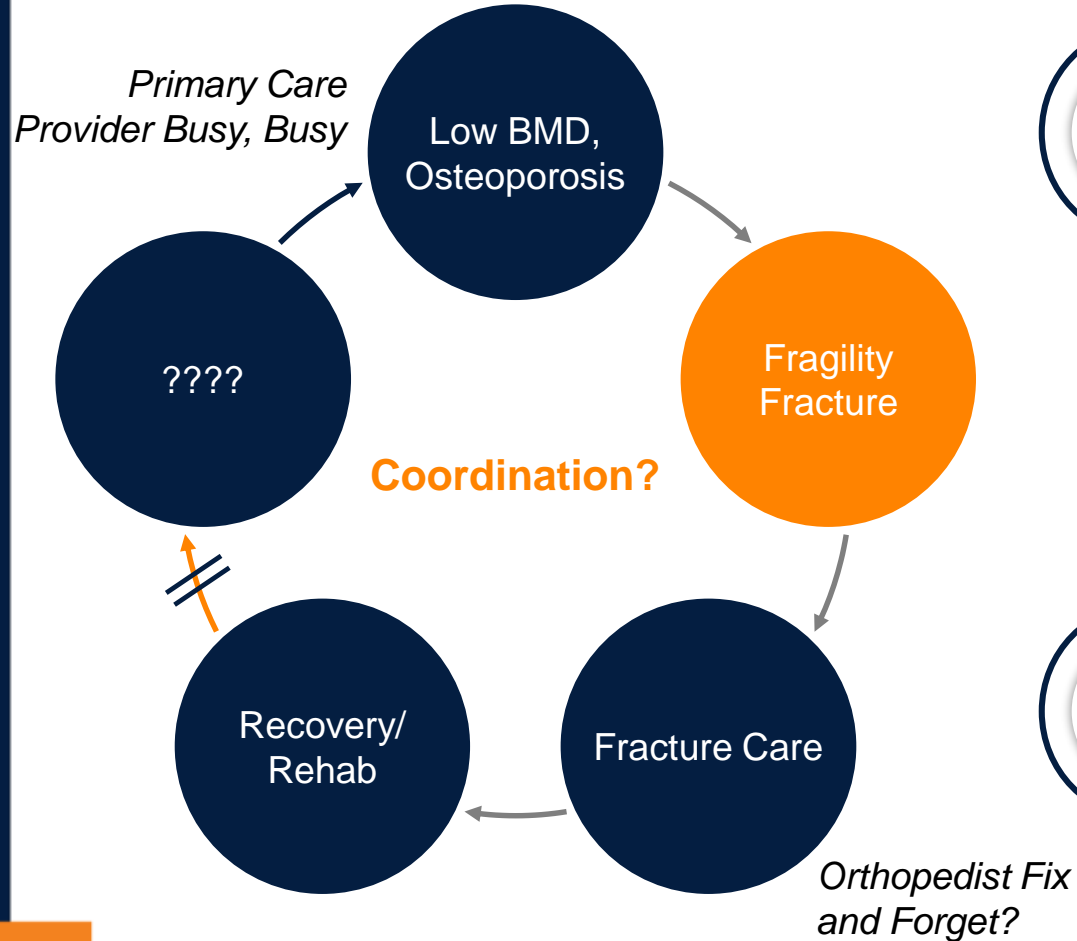 Primary Care
Provider Busy, Busy
Low BMD,
Osteoporosis
Fragility
Fracture
????
Coordination?
Recovery/
Rehab
Fracture Care
Orthopedist Fix
and Forget?